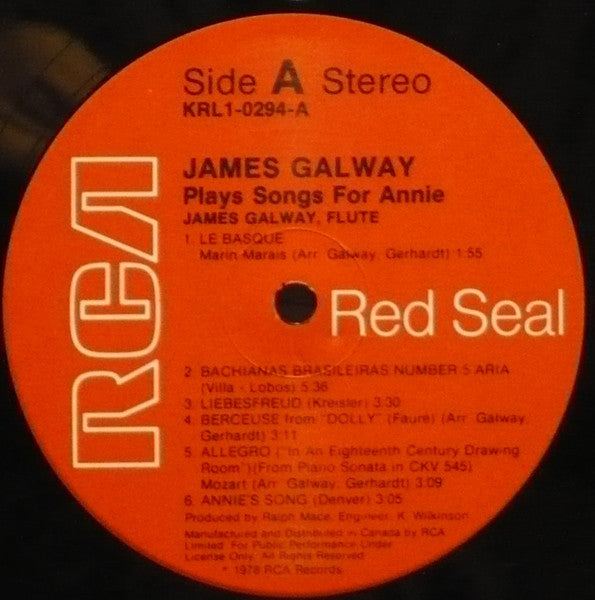 Side A Stereo
KRL1-0294-A
JAMES GALWAY
Plays Songs For Annie
JAMES GALWAY, FLUTE
1. LE BASQUE
Marin Marais (Arr. Galway, Gerhardt) 1:55
RCA
Red Seal
2. BACHIANAS BRASILEIRAS NUMBER 5 ARIA
(Villa - Lobos) 5:36
3. LIEBESFREUD (Kreisler) 3:30
4. BERCEUSE from "DOLLY" (Fauré) (Arr. Galway,
Gerhardt) 3:11
5. ALLEGRO ("In An Eighteenth Century Drawing
Room")(From Piano Sonata in CKV 545)
Mozart (Arr. Galway, Gerhardt) 3:09
6. ANNIE'S SONG (Denver) 3:05
Produced by Ralph Mace, Engineer, K. Wilkinson
Manufactured and Distributed in Canada by RCA
Limited. For Public Performance Under
License Only. All Rights Reserved
* 1978 RCA Records